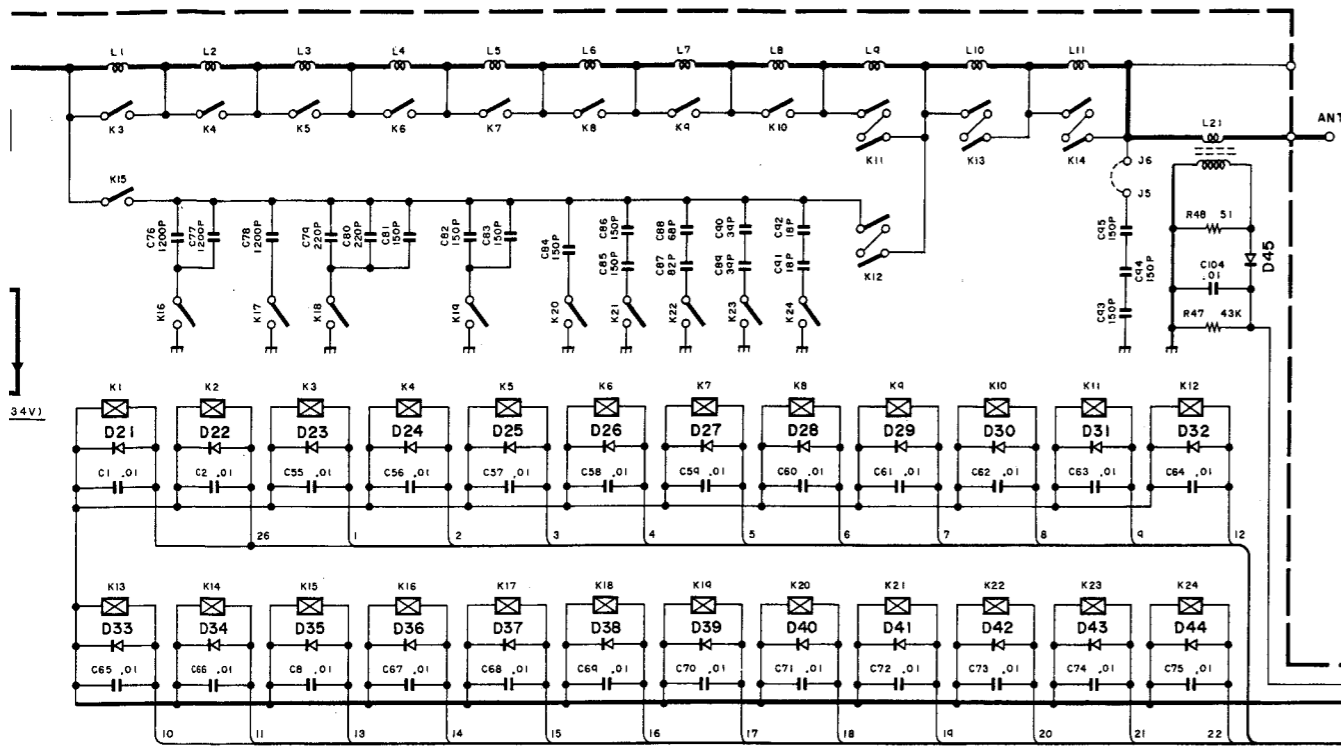 L1 L2 L3 L4 L5 L6 L7 L8 L9 L10 L11
K3 K4 K5 K6 K7 K8 K9 K10 K11 K13 K14
L21
ANT
J6
J5
K15
K12
C76 1200P
C77 1200P
C78 1200P
C79 220P
C80 220P
C81 150P
C82 150P
C83 150P
C84 150P
C86 150P
C85 150P
C88 68P
C87 82P
C90 39P
C89 39P
C92 18P
C91 18P
C95 150P
C94 150P
C93 150P
R48 51
D45
C104 .01
R47 43K
K16 K17 K18 K19 K20 K21 K22 K23 K24
34V)
K1 K2 K3 K4 K5 K6 K7 K8 K9 K10 K11 K12
D21 D22 D23 D24 D25 D26 D27 D28 D29 D30 D31 D32
C1 .01 C2 .01 C55 .01 C56 .01 C57 .01 C58 .01 C59 .01 C60 .01 C61 .01 C62 .01 C63 .01 C64 .01
26 1 2 3 4 5 6 7 8 9 12
K13 K14 K15 K16 K17 K18 K19 K20 K21 K22 K23 K24
D33 D34 D35 D36 D37 D38 D39 D40 D41 D42 D43 D44
C65 .01 C66 .01 C8 .01 C67 .01 C68 .01 C69 .01 C70 .01 C71 .01 C72 .01 C73 .01 C74 .01 C75 .01
10 11 13 14 15 16 17 18 19 20 21 22